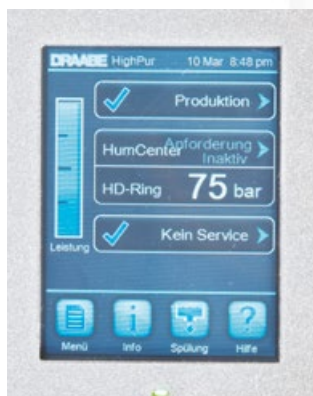 DRAABE HighPur 10 Mar 8:48 pm
Produktion
HumCenter Anforderung
Inaktiv
HD-Ring 75 bar
Kein Service
Leistung
Menü Info Spülung Hilfe